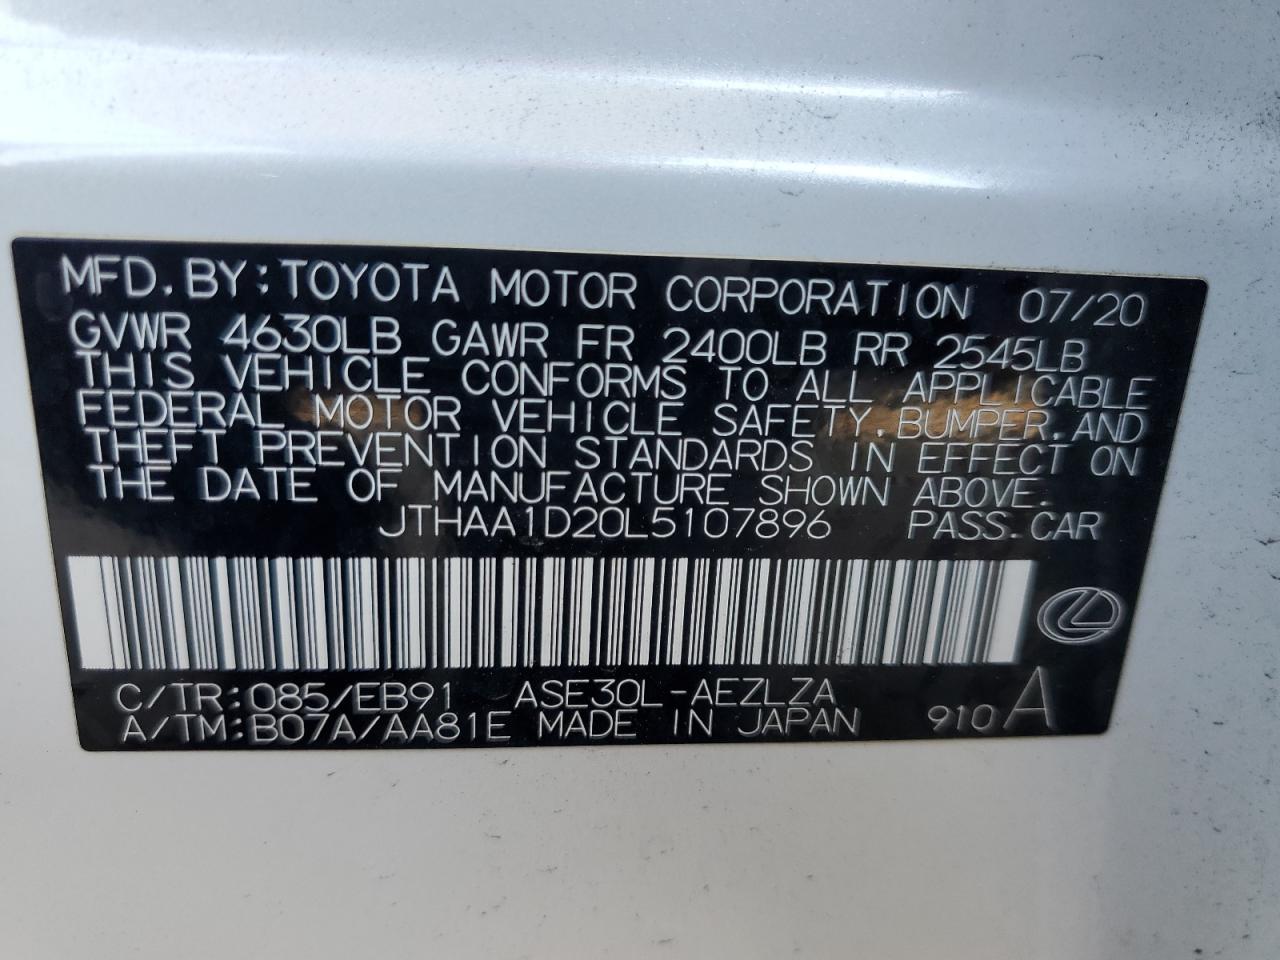 MFD.BY:TOYOTA MOTOR CORPORATION 07/20
GVWR 4630LB GAWR FR 2400LB RR 2545LB
THIS VEHICLE CONFORMS TO ALL APPLICABLE
FEDERAL MOTOR VEHICLE SAFETY.BUMPER.AND
THEFT PREVENTION STANDARDS IN EFFECT ON
THE DATE OF MANUFACTURE SHOWN ABOVE.
JTHAA1D20L5107896 PASS.CAR
C/TR:085/EB91 ASE30L-AEZLZA
A/TM:B07A/AA81E MADE IN JAPAN 910 A